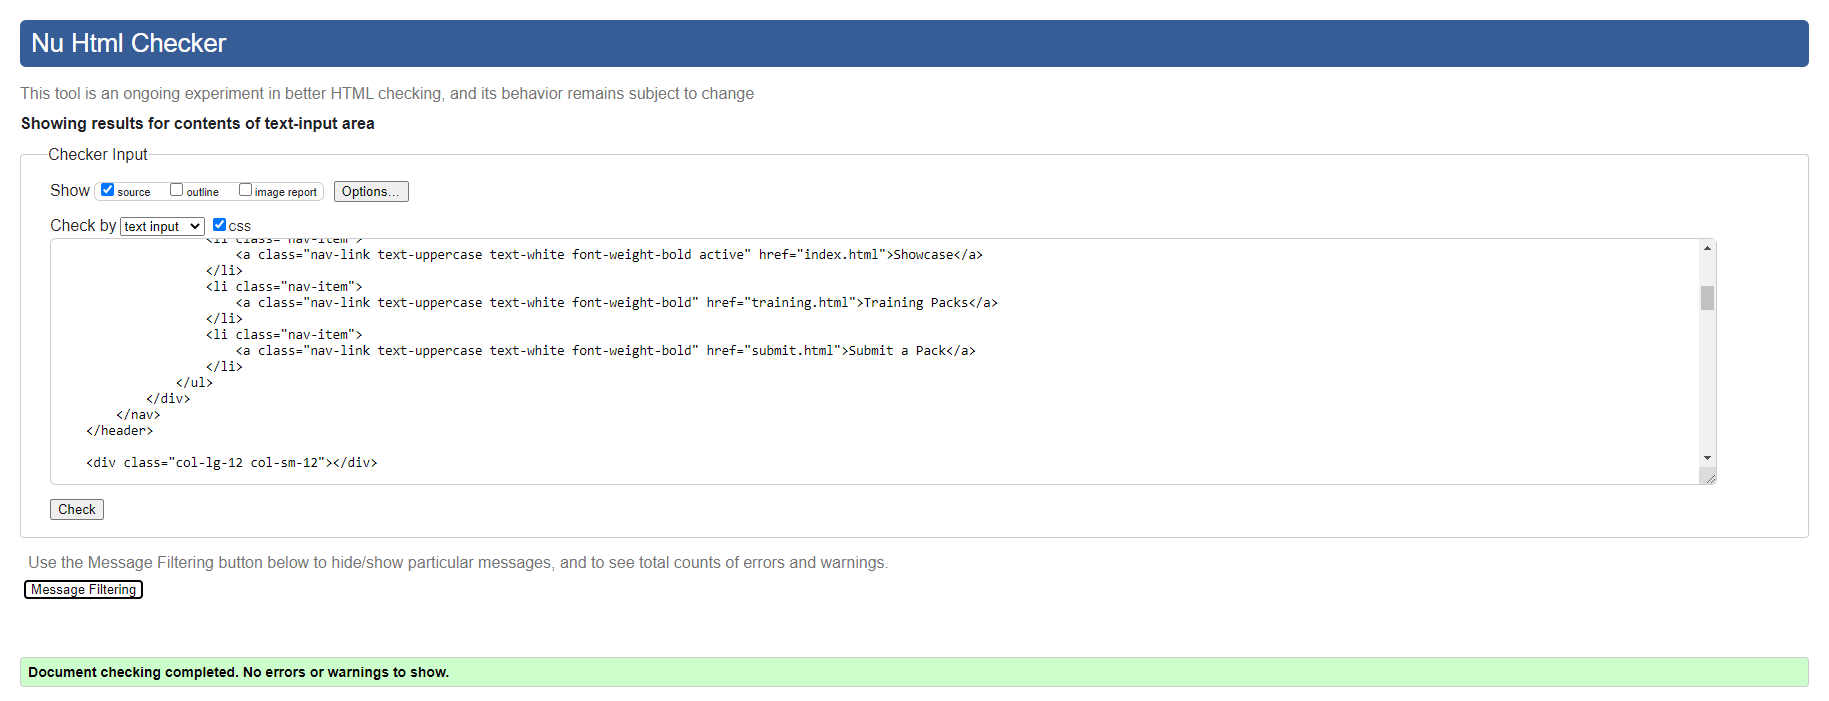 Nu Html Checker
This tool is an ongoing experiment in better HTML checking, and its behavior remains subject to change
Showing results for contents of text-input area
Checker Input
Show source outline image report Options...
Check by text input css
<li class="nav-item">
<a class="nav-link text-uppercase text-white font-weight-bold active" href="index.html">Showcase</a>
</li>
<li class="nav-item">
<a class="nav-link text-uppercase text-white font-weight-bold" href="training.html">Training Packs</a>
</li>
<li class="nav-item">
<a class="nav-link text-uppercase text-white font-weight-bold" href="submit.html">Submit a Pack</a>
</li>
</ul>
</div>
</nav>
</header>
<div class="col-lg-12 col-sm-12"></div>
Check
Use the Message Filtering button below to hide/show particular messages, and to see total counts of errors and warnings.
Message Filtering
Document checking completed. No errors or warnings to show.